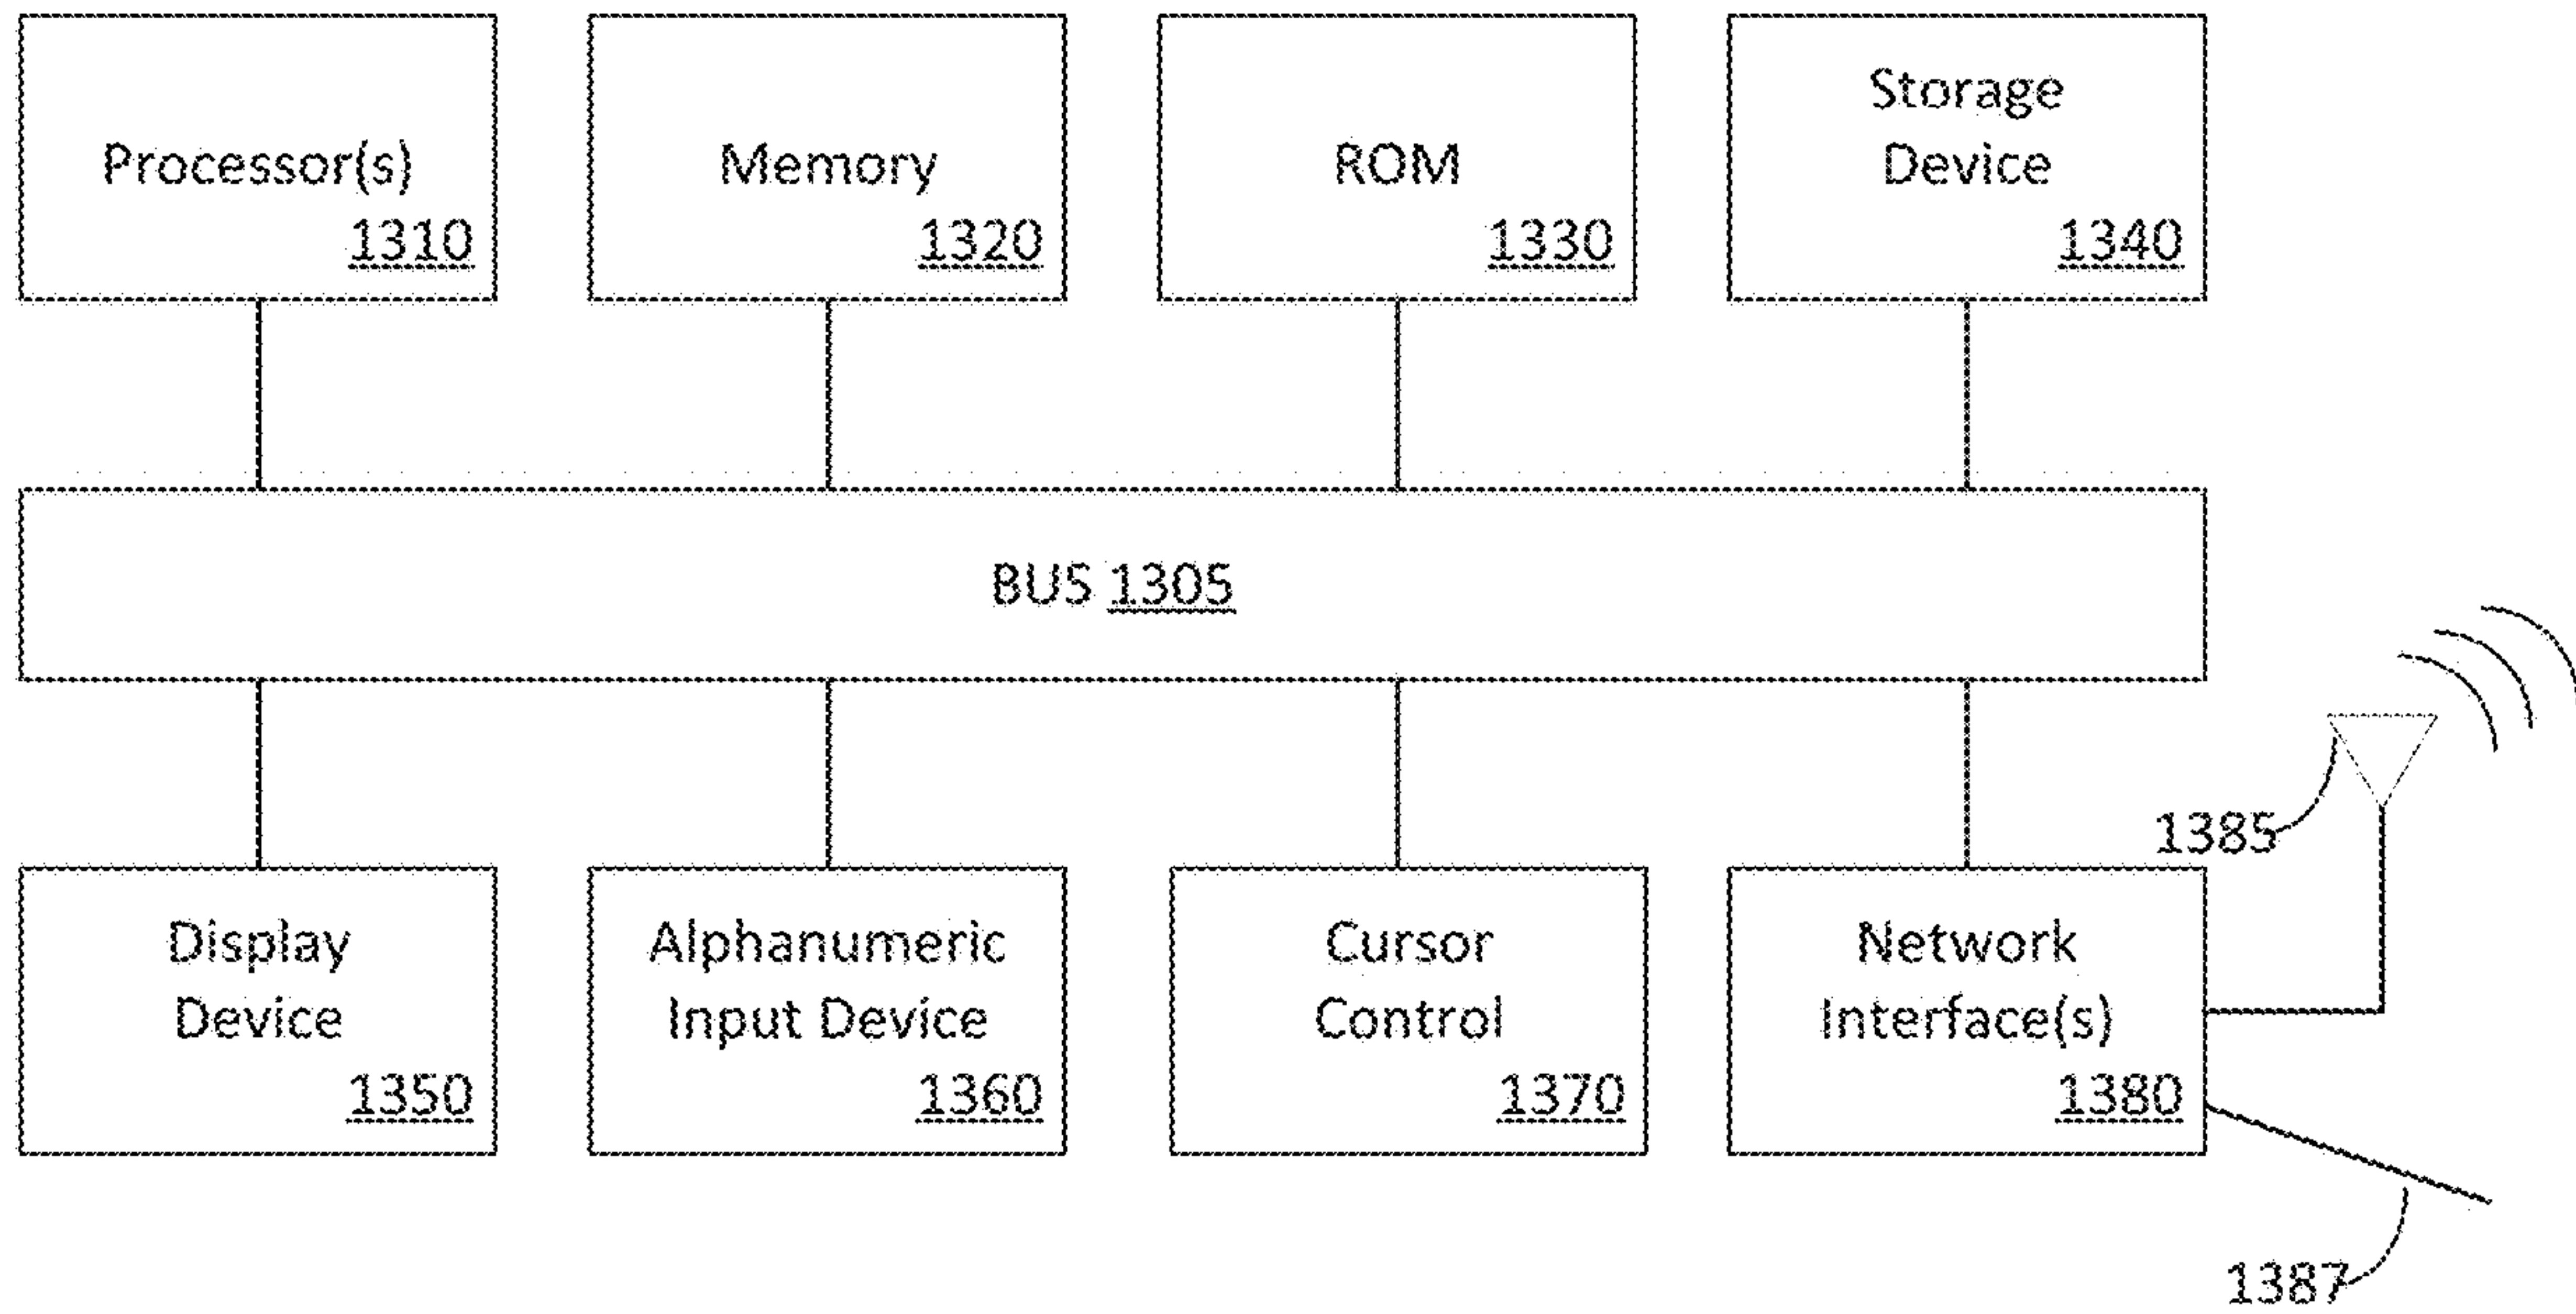 Processor(s)
1310
Memory
1320
ROM
1330
Storage
Device
1340
BUS 1305
1385
Display
Device
1350
Alphanumeric
Input Device
1360
Cursor
Control
1370
Network
Interface(s)
1380
1387